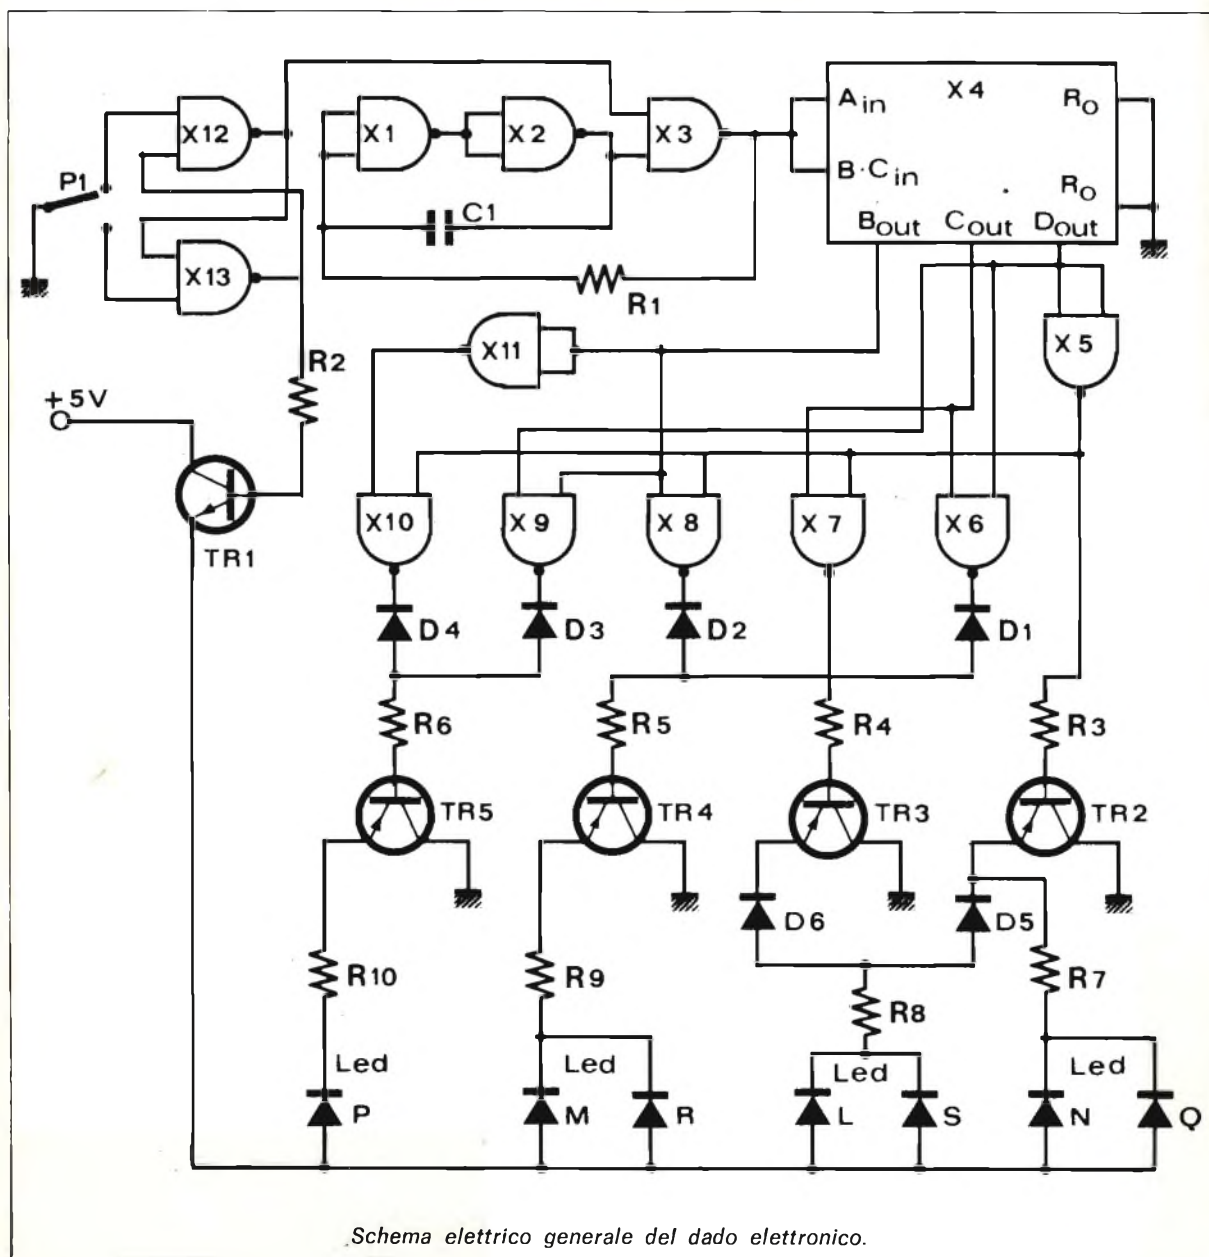 X12
X1
X2
X3
X4
A in
R o
P1
C1
B·C in
R o
B out
C out
D out
X13
R1
X11
X5
R2
+5V
X10
X9
X8
X7
X6
TR1
D4
D3
D2
D1
R6
R5
R4
R3
TR5
TR4
TR3
TR2
D6
D5
R10
R9
R8
R7
Led
Led
Led
Led
P
M
R
L
S
N
Q
Schema elettrico generale del dado elettronico.